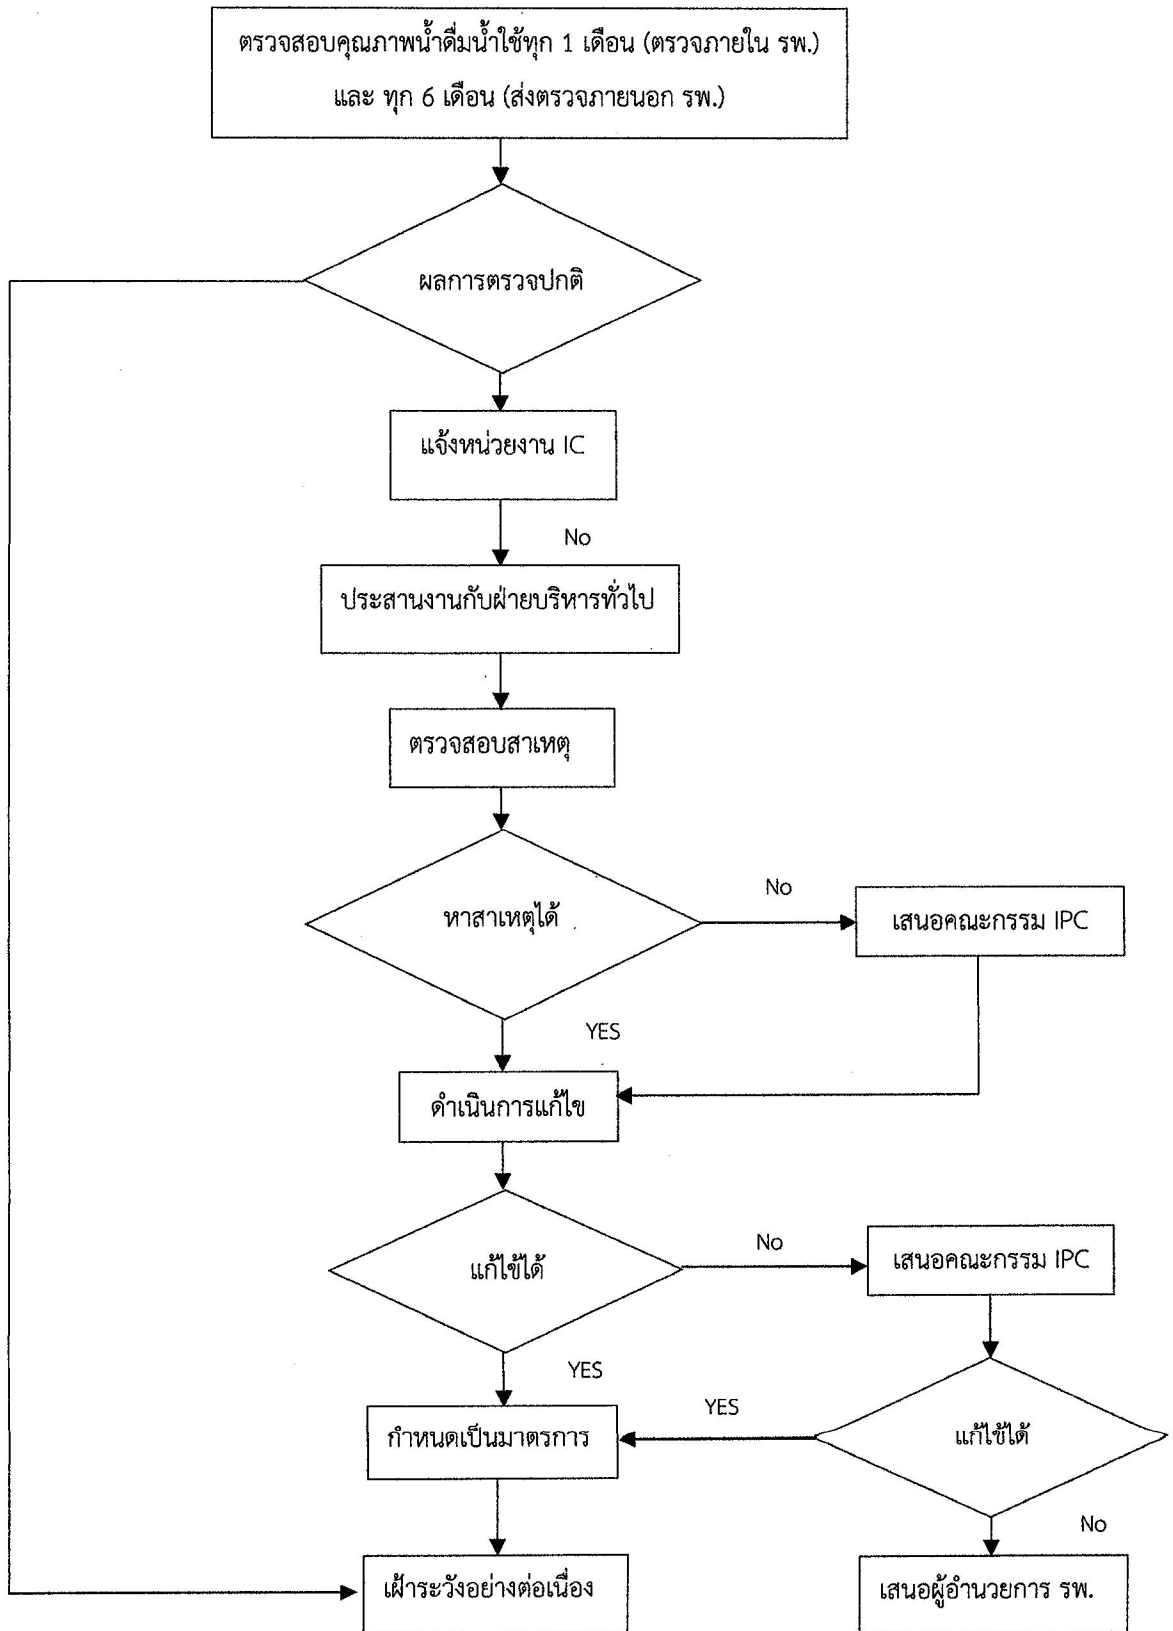 ตรวจสอบคุณภาพน้ำดื่มน้ำใช้ทุก 1 เดือน (ตรวจภายใน รพ.)
และ ทุก 6 เดือน (ส่งตรวจภายนอก รพ.)
ผลการตรวจปกติ
แจ้งหน่วยงาน IC
No
ประสานงานกับฝ่ายบริหารทั่วไป
ตรวจสอบสาเหตุ
หาสาเหตุได้
No
เสนอคณะกรรม IPC
YES
ดำเนินการแก้ไข
แก้ไข้ได้
No
เสนอคณะกรรม IPC
YES
กำหนดเป็นมาตรการ
YES
แก้ไข้ได้
No
เฝ้าระวังอย่างต่อเนื่อง
เสนอผู้อำนวยการ รพ.